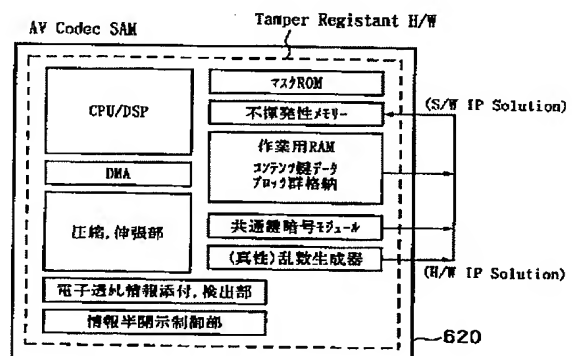 AV Codec SAM
Tamper Registant H/W
CPU/DSP
DMA
圧縮,伸張部
電子透札情報添付,検出部
情報半開示制御部
マスクROM
不揮発性メモリー
作業用RAM
コンテンツ鍵データ
ブロック群格納
共通鍵暗号モジュール
(真性)乱数生成器
(S/W IP Solution)
(H/W IP Solution)
620